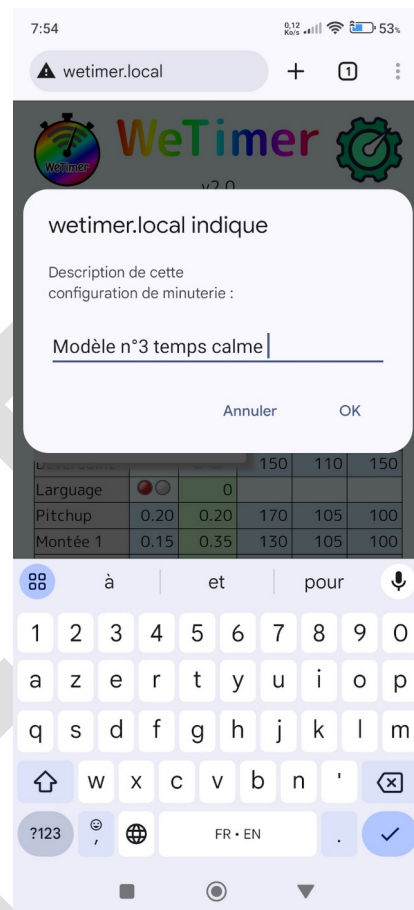 7:54
0,12
Ko/s
53%
wetimer.local
1
WeTimer
WeTimer
v2.0
wetimer.local indique
Description de cette
configuration de minuterie :
Modèle n°3 temps calme
Annuler OK
150 110 150
Larguage 0
Pitchup 0.20 0.20 170 105 100
Montée 1 0.15 0.35 130 105 100
à et pour
1 2 3 4 5 6 7 8 9 0
a z e r t y u i o p
q s d f g h j k l m
w x c v b n '
?123 , FR • EN .